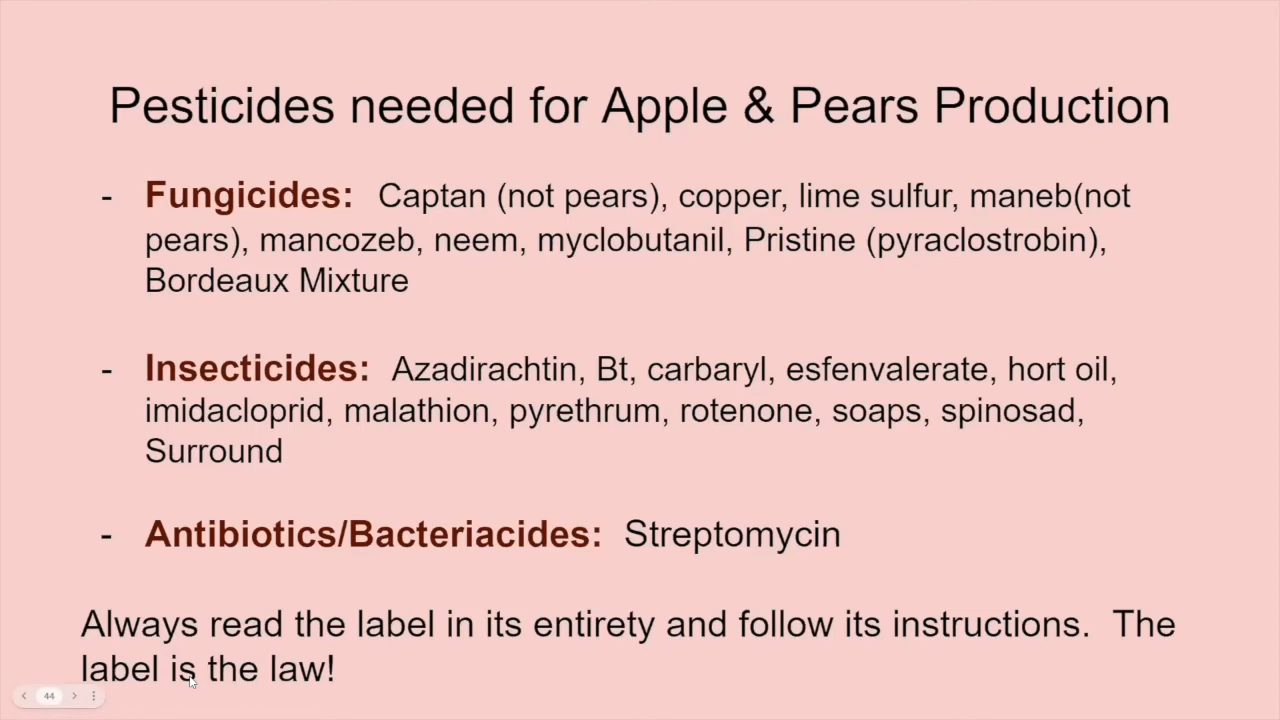 Pesticides needed for Apple & Pears Production
- Fungicides: Captan (not pears), copper, lime sulfur, maneb(not
pears), mancozeb, neem, myclobutanil, Pristine (pyraclostrobin),
Bordeaux Mixture
- Insecticides: Azadirachtin, Bt, carbaryl, esfenvalerate, hort oil,
imidacloprid, malathion, pyrethrum, rotenone, soaps, spinosad,
Surround
- Antibiotics/Bacteriacides: Streptomycin
Always read the label in its entirety and follow its instructions. The
label is the law!
44